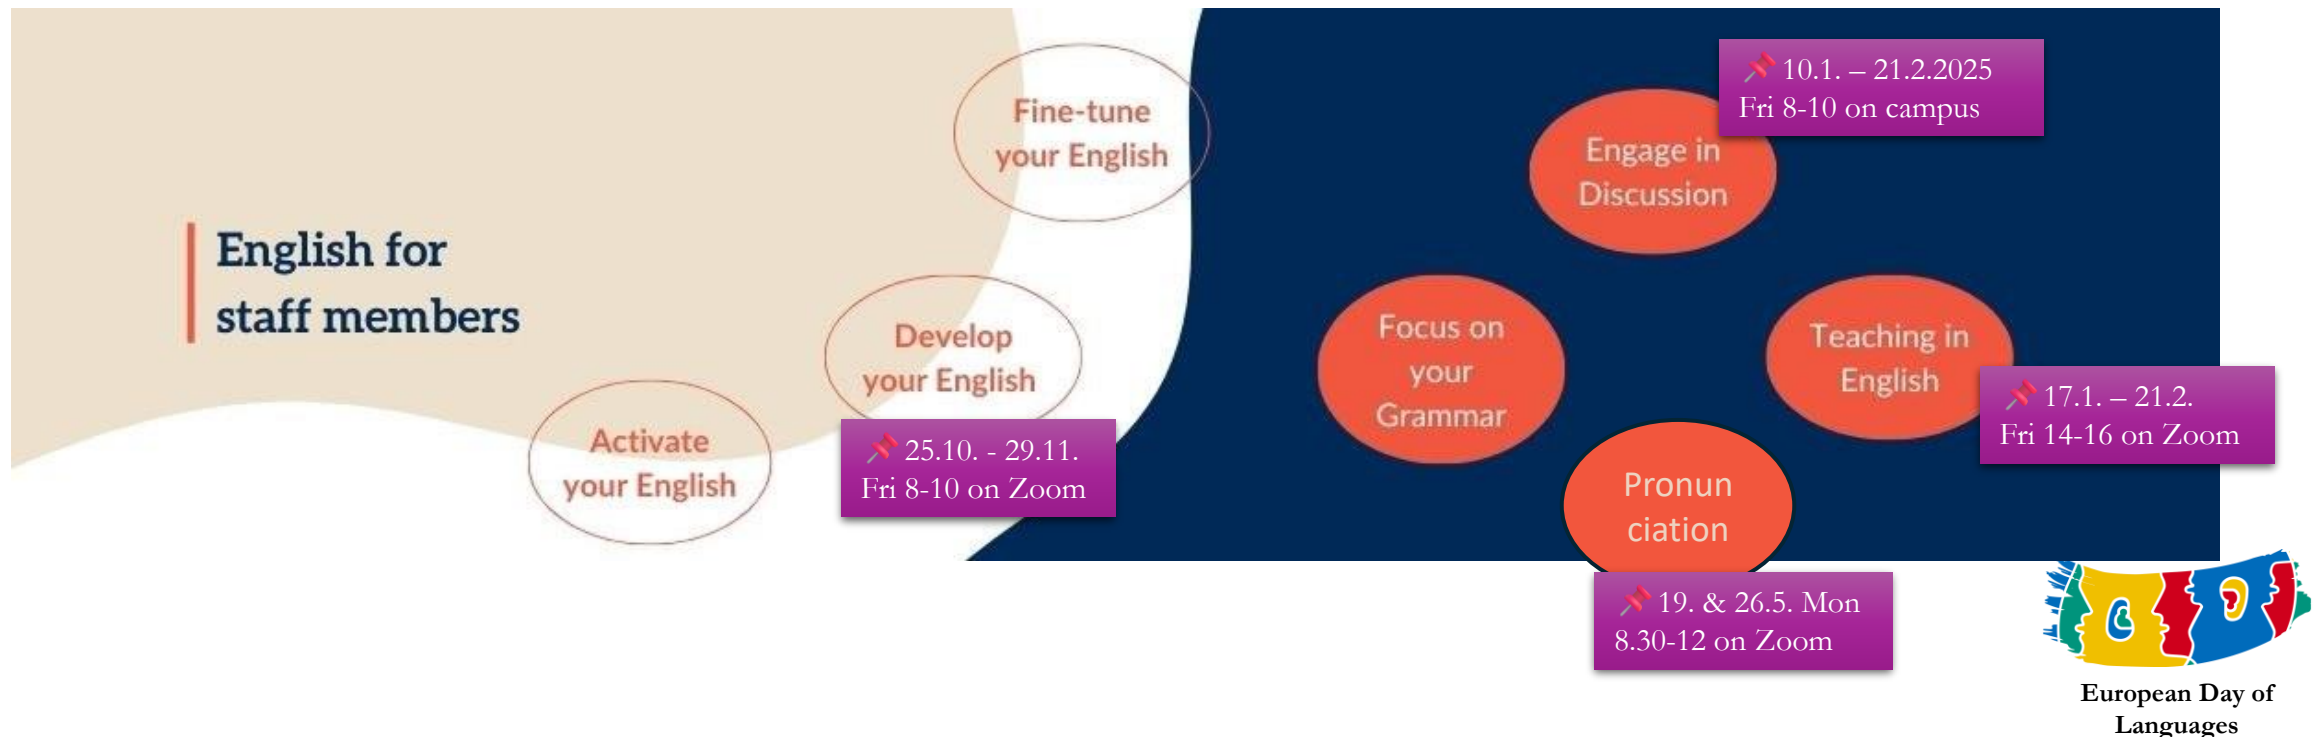 English for
staff members
Fine-tune
your English
Develop
your English
📌 25.10. - 29.11.
Fri 8-10 on Zoom
Activate
your English
📌 10.1. – 21.2.2025
Fri 8-10 on campus
Engage in
Discussion
Focus on
your
Grammar
Teaching in
English
📌 17.1. – 21.2.
Fri 14-16 on Zoom
Pronun
ciation
📌 19. & 26.5. Mon
8.30-12 on Zoom
European Day of
Languages